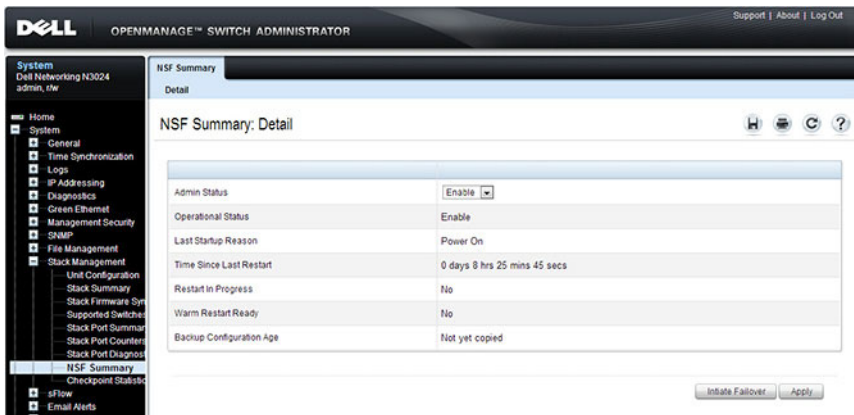 Support | About | Log Out
DELL
OPENMANAGE™ SWITCH ADMINISTRATOR
System
Dell Networking N3024
admin, r/w
Home
System
General
Time Synchronization
Logs
IP Addressing
Diagnostics
Green Ethernet
Management Security
SNMP
File Management
Stack Management
Unit Configuration
Stack Summary
Stack Firmware Syn
Supported Switches
Stack Port Summar
Stack Port Counters
Stack Port Diagnost
NSF Summary
Checkpoint Statistic
sFlow
Email Alerts
NSF Summary
Detail
NSF Summary: Detail
Admin Status Enable
Operational Status Enable
Last Startup Reason Power On
Time Since Last Restart 0 days 8 hrs 25 mins 45 secs
Restart In Progress No
Warm Restart Ready No
Backup Configuration Age Not yet copied
Intiate Failover Apply